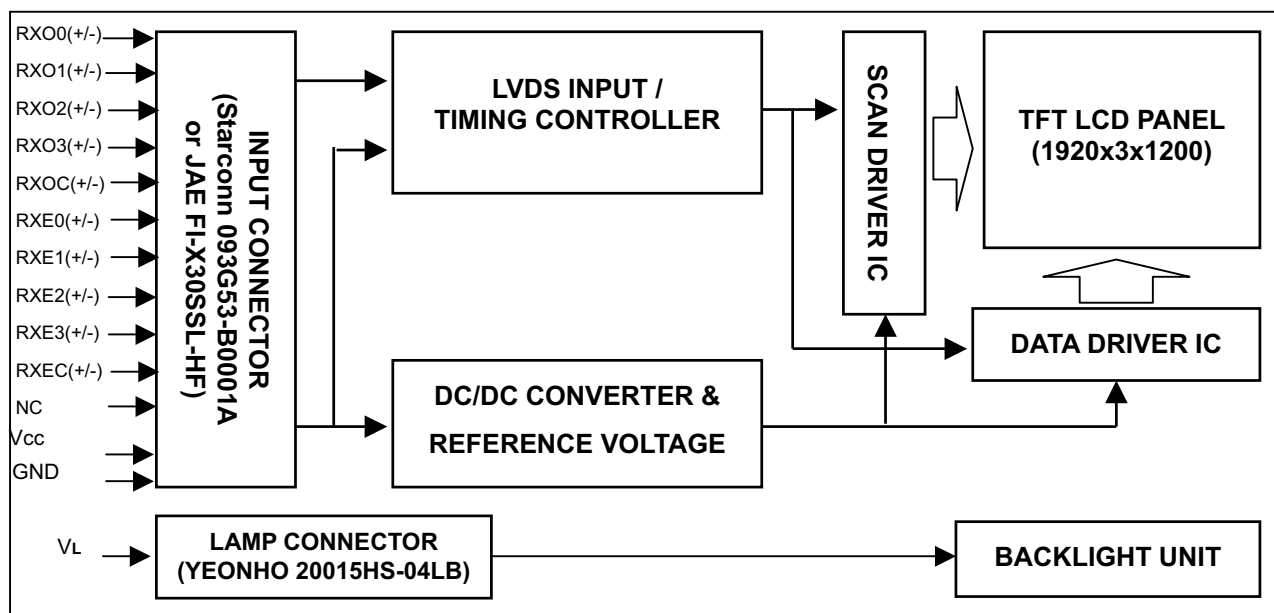 RXO0(+/-)
RXO1(+/-)
RXO2(+/-)
RXO3(+/-)
RXOC(+/-)
RXE0(+/-)
RXE1(+/-)
RXE2(+/-)
RXE3(+/-)
RXEC(+/-)
NC
Vcc
GND
VL
INPUT CONNECTOR
(Starconn 093G53-B0001A
or JAE FI-X30SSL-HF)
LVDS INPUT /
TIMING CONTROLLER
SCAN DRIVER IC
TFT LCD PANEL
(1920x3x1200)
DATA DRIVER IC
DC/DC CONVERTER &
REFERENCE VOLTAGE
LAMP CONNECTOR
(YEONHO 20015HS-04LB)
BACKLIGHT UNIT